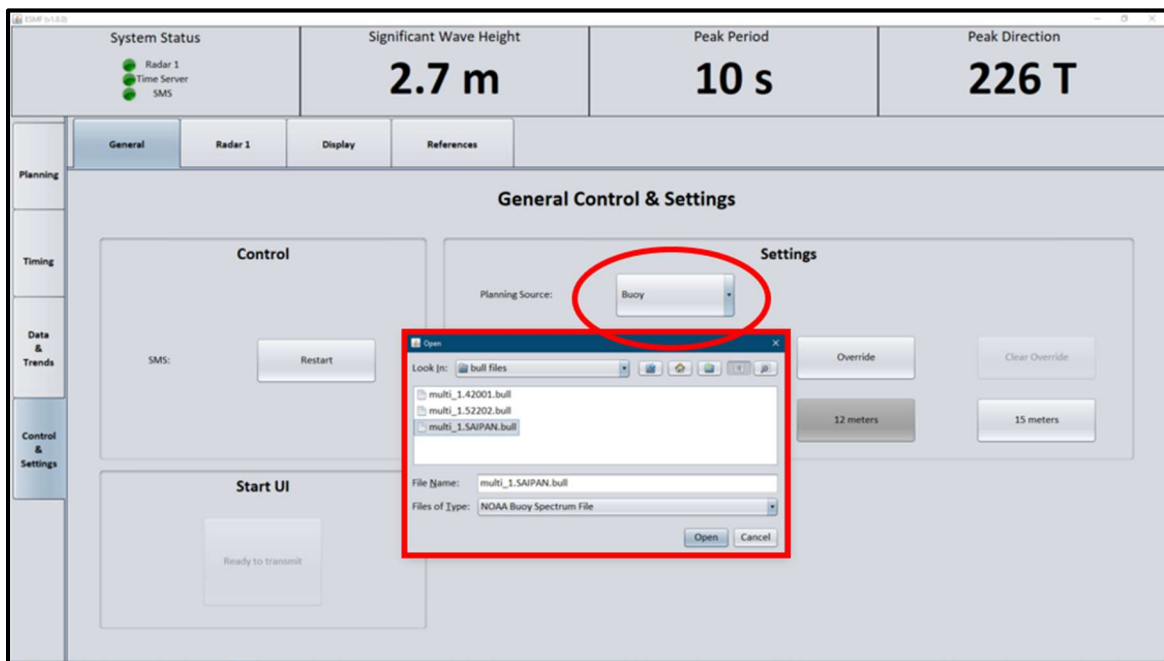 ESMF (v1.8.0)
System Status
Radar 1
Time Server
SMS
Significant Wave Height
2.7 m
Peak Period
10 s
Peak Direction
226 T
Planning
Timing
Data
&
Trends
Control
&
Settings
General
Radar 1
Display
References
General Control & Settings
Control
SMS:
Restart
Start UI
Ready to transmit
Settings
Planning Source:
Buoy
Override
Clear Override
12 meters
15 meters
Open
Look In:
bull files
multi_1.42001.bull
multi_1.52202.bull
multi_1.SAIPAN.bull
File Name:
multi_1.SAIPAN.bull
Files of Type:
NOAA Buoy Spectrum File
Open
Cancel